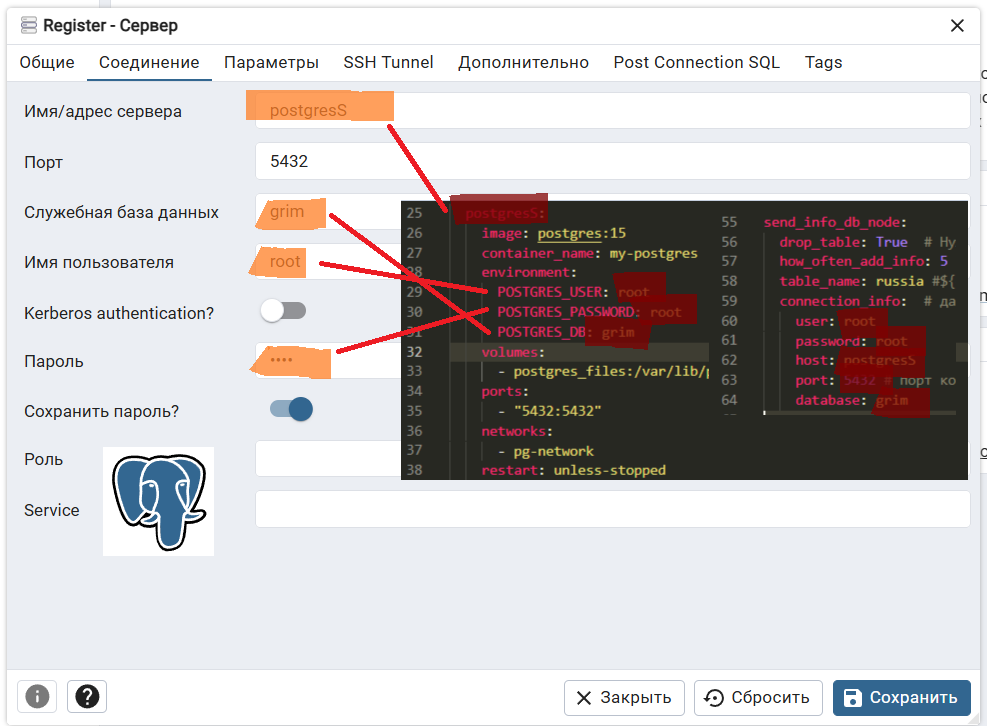 Register - Сервер
Общие Соединение Параметры SSH Tunnel Дополнительно Post Connection SQL Tags
Имя/адрес сервера postgresS
Порт 5432
Служебная база данных grim
Имя пользователя root
Kerberos authentication?
Пароль ••••
Сохранить пароль?
Роль
Service
25 postgresS:
26 image: postgres:15
27 container_name: my-postgres
28 environment:
29 POSTGRES_USER: root
30 POSTGRES_PASSWORD: root
31 POSTGRES_DB: grim
32 volumes:
33 - postgres_files:/var/lib/
34 ports:
35 - "5432:5432"
36 networks:
37 - pg-network
38 restart: unless-stopped
55 send_info_db_node:
56 drop_table: True # Ну
57 how_often_add_info: 5
58 table_name: russia #${
59 connection_info: # да
60 user: root
61 password: root
62 host: postgresS
63 port: 5432 # порт ко
64 database: grim
Закрыть Сбросить Сохранить